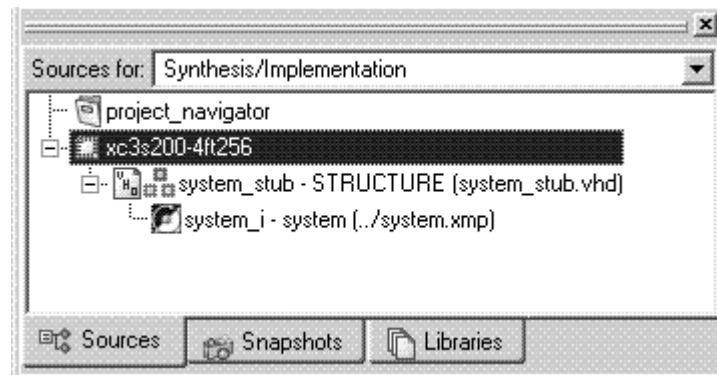 Sources for: Synthesis/Implementation
project_navigator
xc3s200-4ft256
system_stub - STRUCTURE (system_stub.vhd)
system_i - system (../system.xmp)
Sources Snapshots Libraries